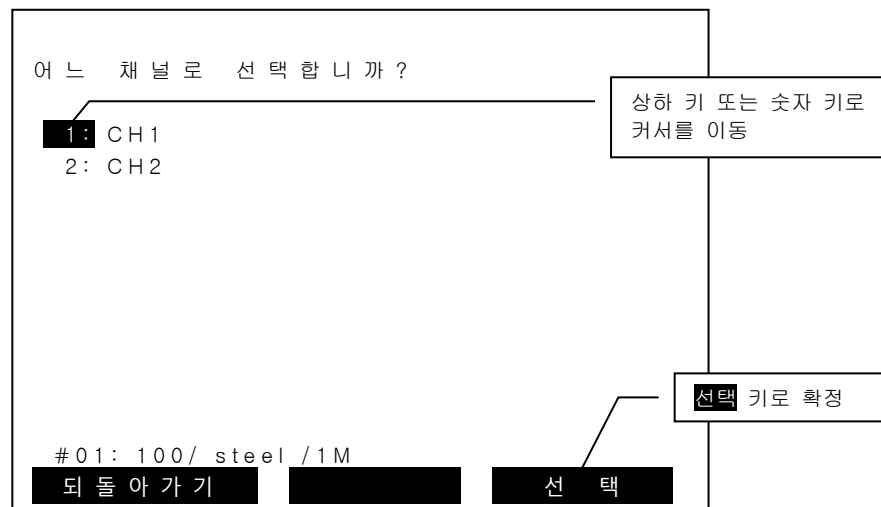 어느 채널로 선택합니까?
상하 키 또는 숫자 키로
커서를 이동
1: CH1
2: CH2
선택 키로 확정
#01: 100/ steel /1M
되돌아가기 선 택